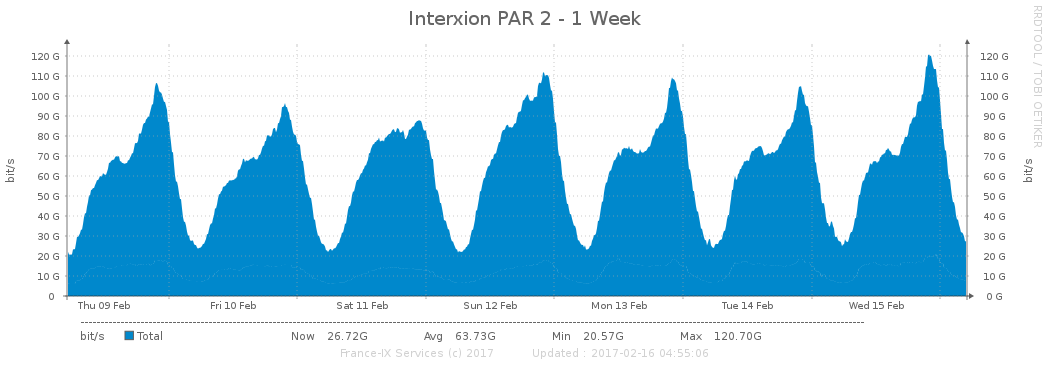 Interxion PAR 2 - 1 Week
RRDTOOL / TOBI OETIKER
bit/s
120 G
110 G
100 G
90 G
80 G
70 G
60 G
50 G
40 G
30 G
20 G
10 G
0
120 G
110 G
100 G
90 G
80 G
70 G
60 G
50 G
40 G
30 G
20 G
10 G
0 G
bit/s
Thu 09 Feb Fri 10 Feb Sat 11 Feb Sun 12 Feb Mon 13 Feb Tue 14 Feb Wed 15 Feb
bit/s Total Now 26.72G Avg 63.73G Min 20.57G Max 120.70G
France-IX Services (c) 2017 Updated : 2017-02-16 04:55:06